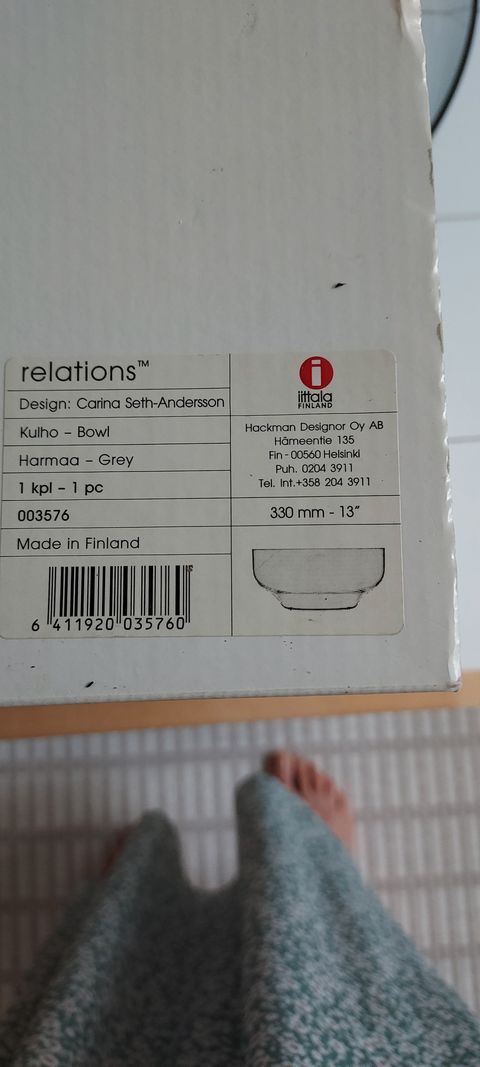 relations™
Design: Carina Seth-Andersson
Kulho – Bowl
Harmaa – Grey
1 kpl – 1 pc
003576
Made in Finland
6 411920 035760
i
iittala
FINLAND
Hackman Designor Oy AB
Hämeentie 135
Fin - 00560 Helsinki
Puh. 0204 3911
Tel. Int.+358 204 3911
330 mm - 13”